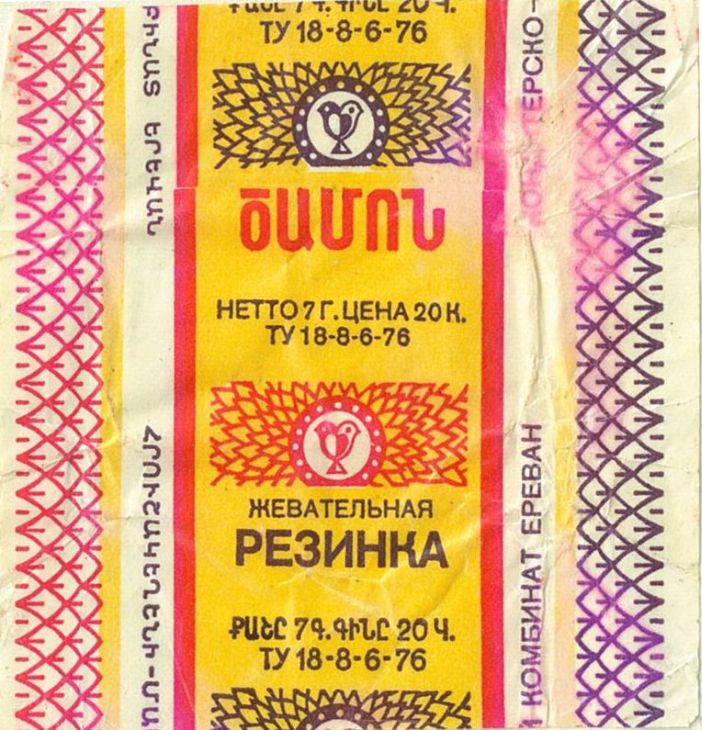 ՔԱՇԸ 7Գ. ԳԻՆԸ 20 Կ.
ТУ 18-8-6-76
ԾԱՄՈՆ
НЕТТО 7 Г. ЦЕНА 20 К.
ТУ 18-8-6-76
ЖЕВАТЕЛЬНАЯ
РЕЗИНКА
ՔԱՇԸ 7Գ. ԳԻՆԸ 20 Կ.
ТУ 18-8-6-76
КОМБИНАТ ЕРЕВАН